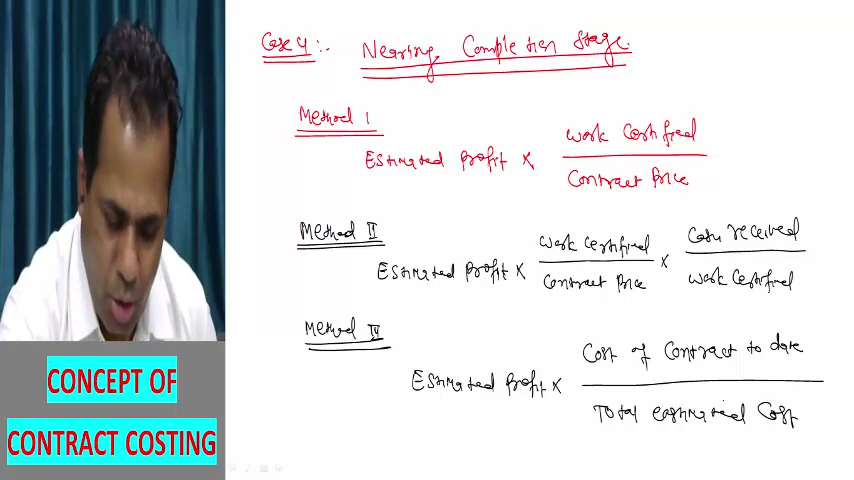 Case 4 :-
Nearing Completion Stage.
Method I
Estimated profit × Work Certified / Contract Price
Method II
Estimated profit × Work Certified / Contract Price × Cash received / Work Certified
Method III
Estimated profit × Cost of Contract to date / Total estimated Cost
CONCEPT OF
CONTRACT COSTING